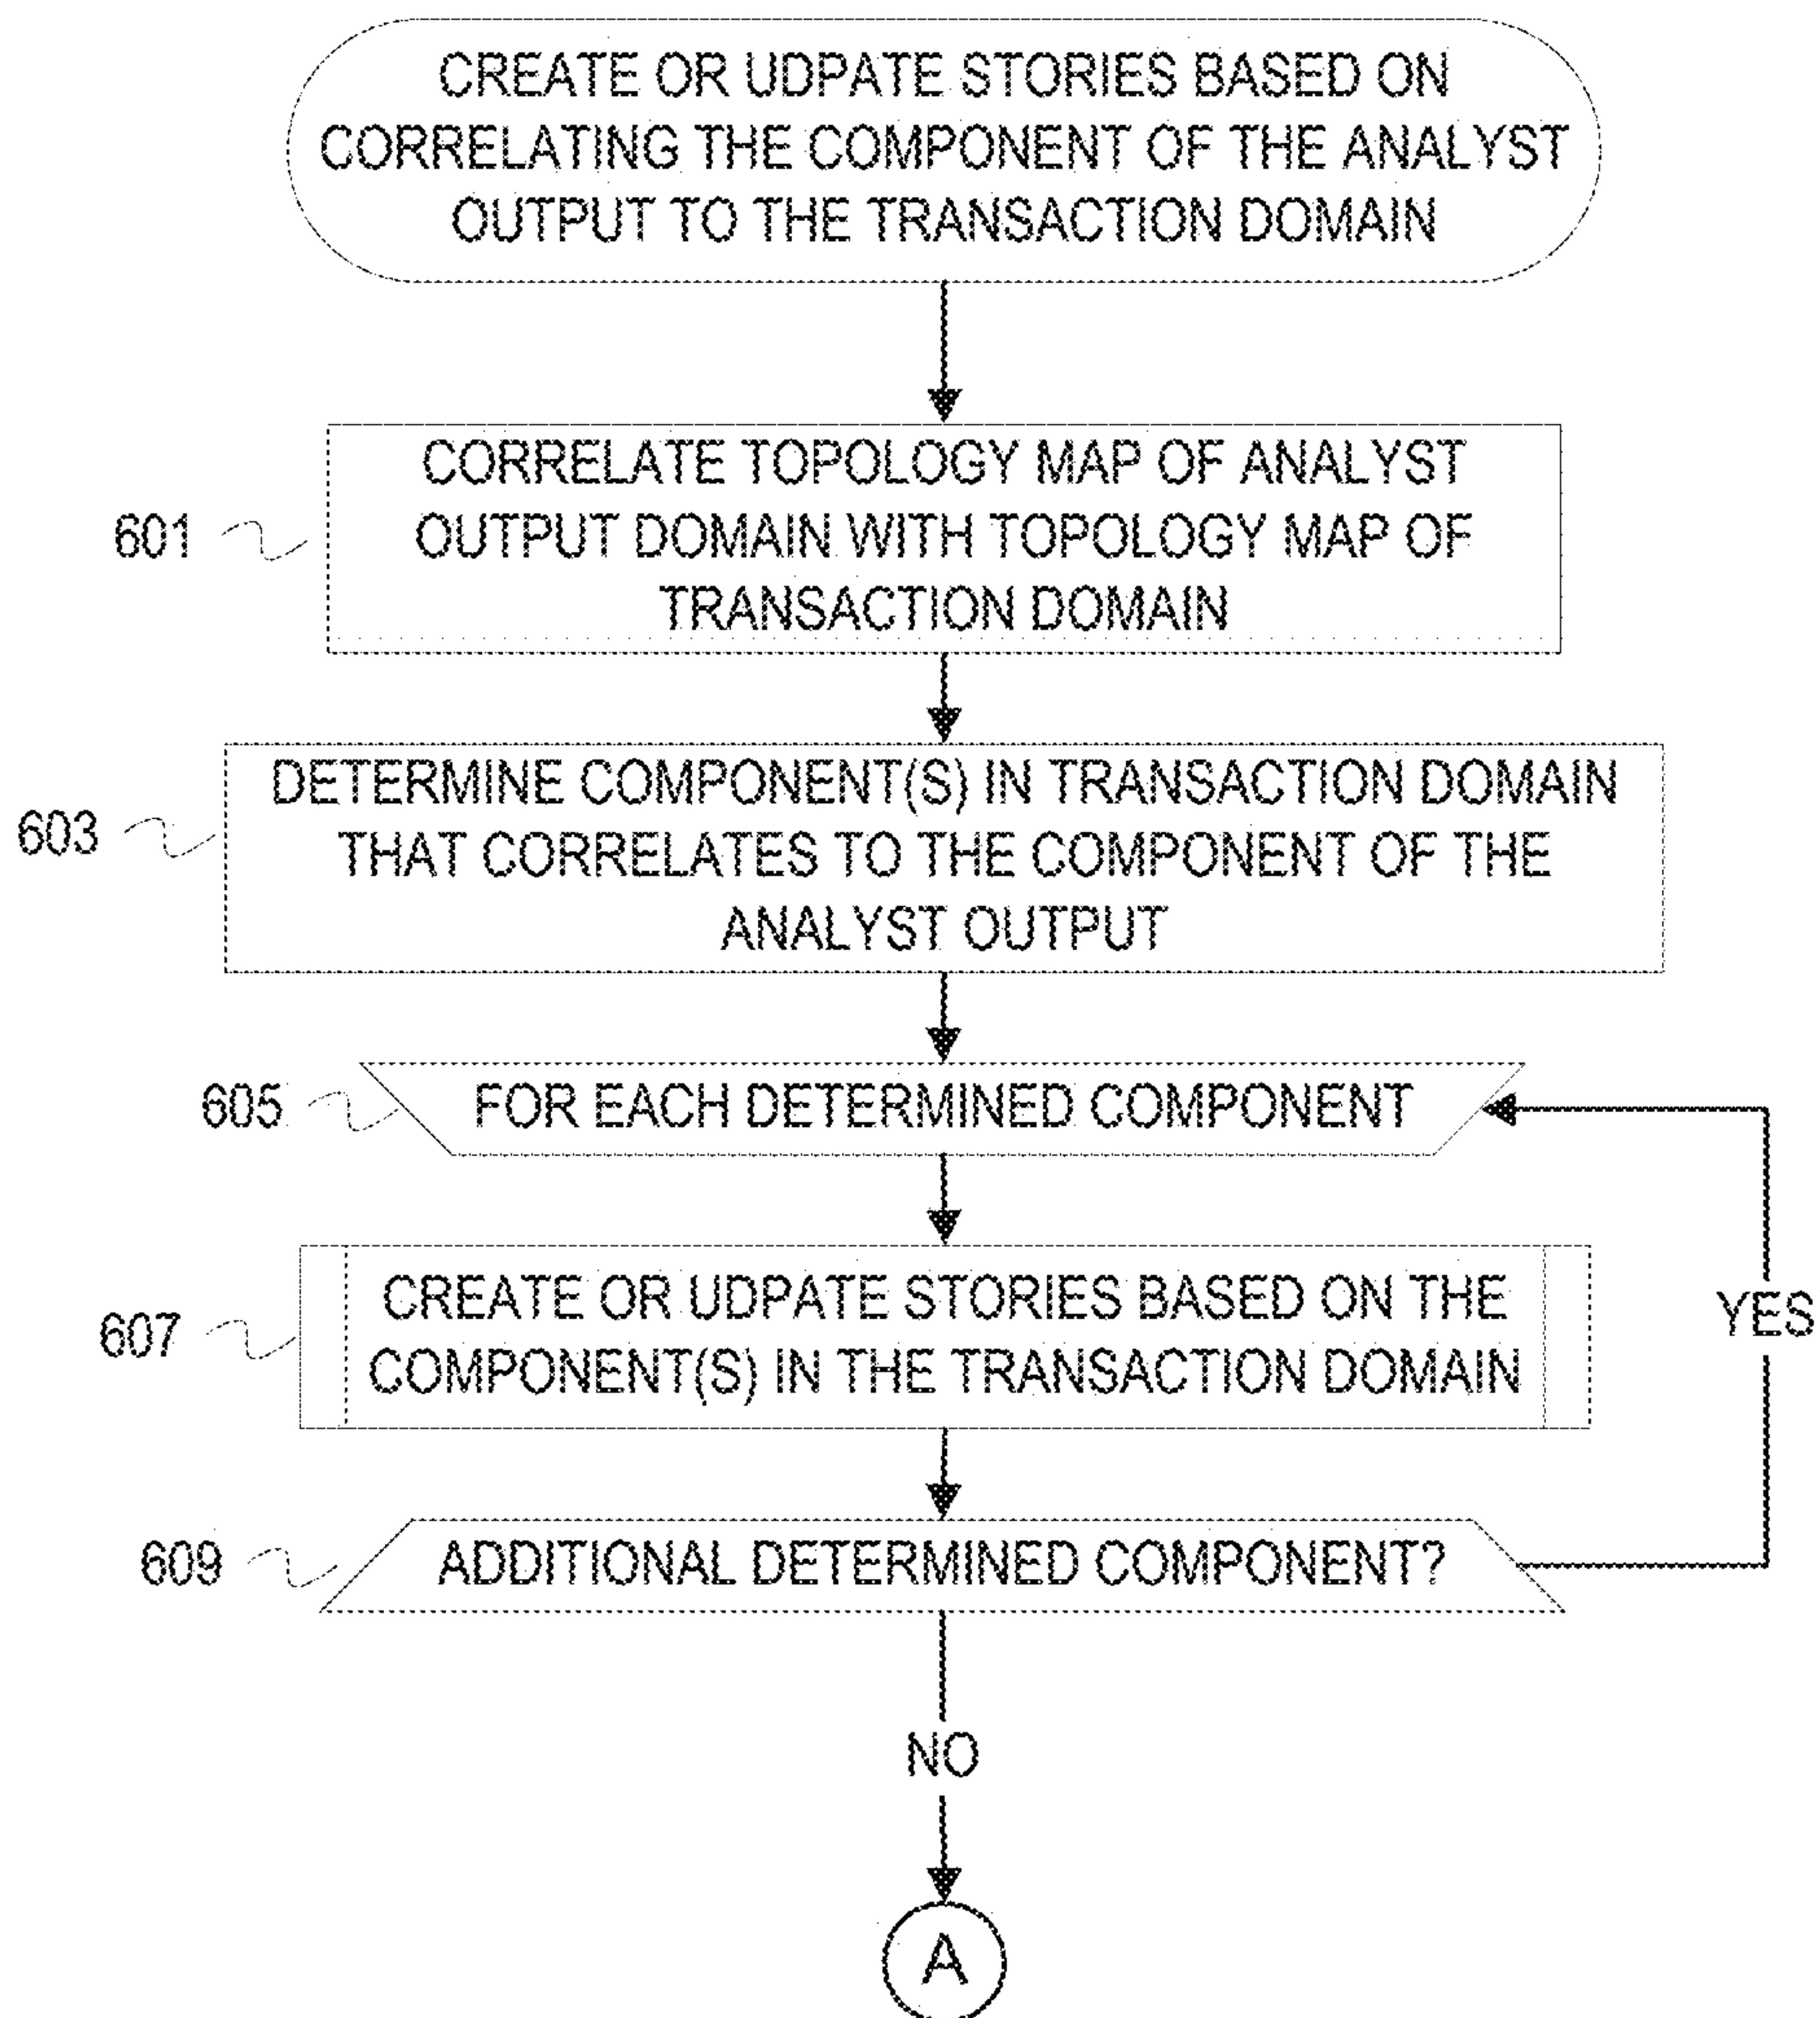 CREATE OR UDPATE STORIES BASED ON
CORRELATING THE COMPONENT OF THE ANALYST
OUTPUT TO THE TRANSACTION DOMAIN
601
CORRELATE TOPOLOGY MAP OF ANALYST
OUTPUT DOMAIN WITH TOPOLOGY MAP OF
TRANSACTION DOMAIN
603
DETERMINE COMPONENT(S) IN TRANSACTION DOMAIN
THAT CORRELATES TO THE COMPONENT OF THE
ANALYST OUTPUT
605
FOR EACH DETERMINED COMPONENT
607
CREATE OR UDPATE STORIES BASED ON THE
COMPONENT(S) IN THE TRANSACTION DOMAIN
YES
609
ADDITIONAL DETERMINED COMPONENT?
NO
A